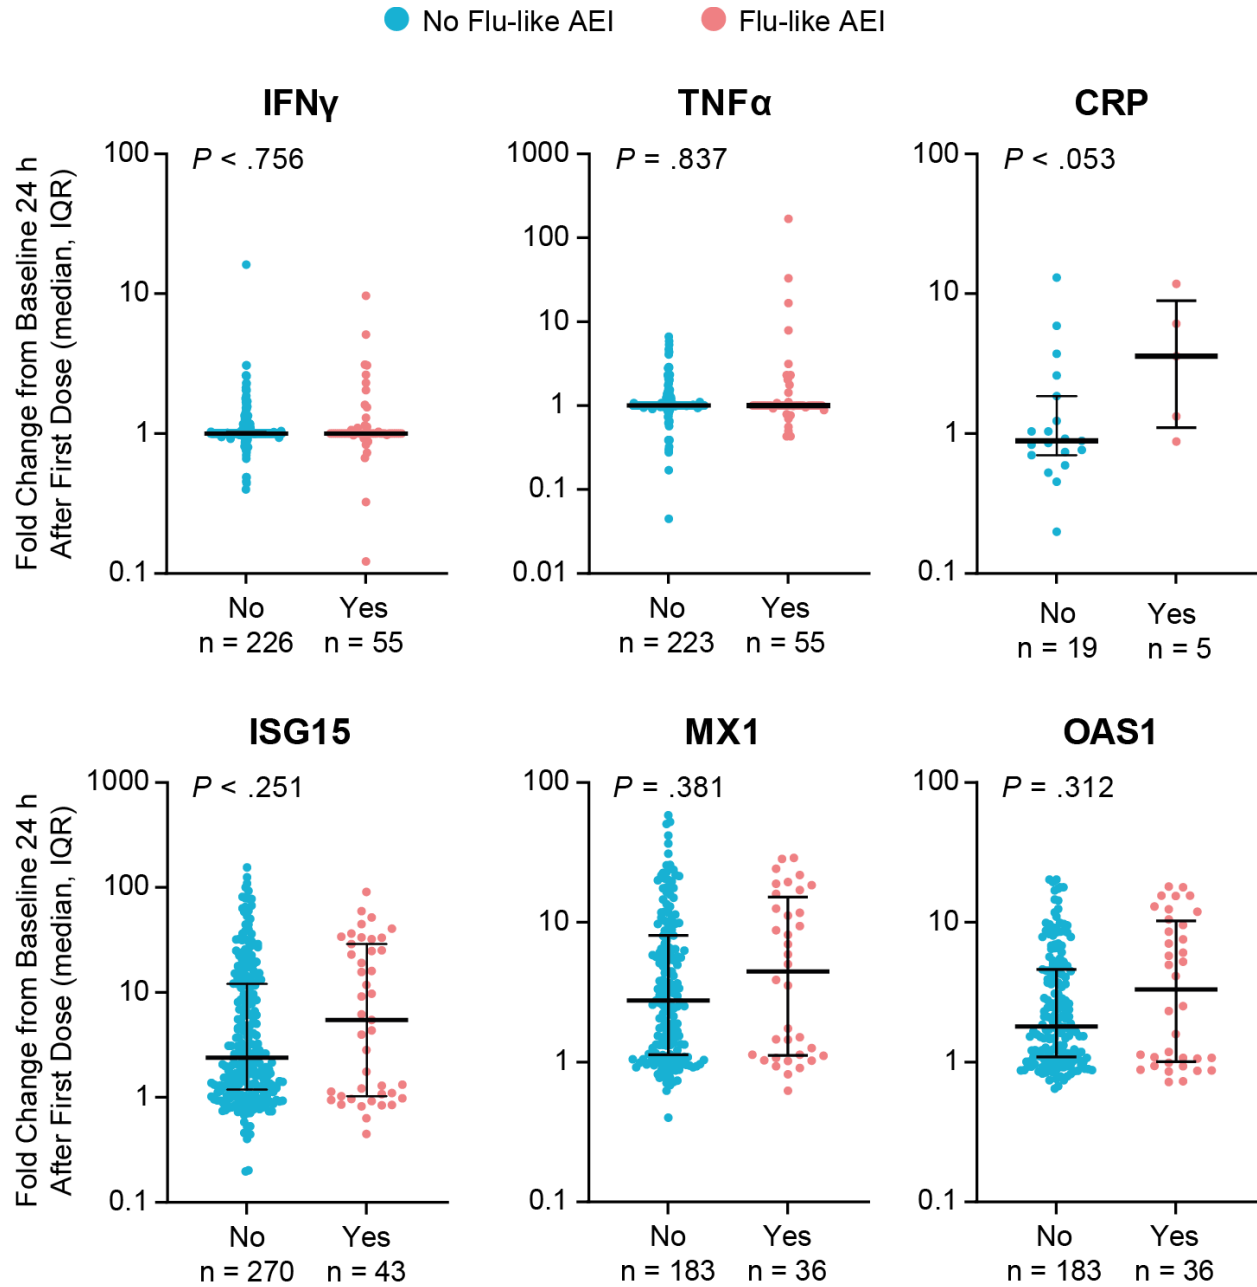 No Flu-like AEI Flu-like AEI
IFNγ TNFα CRP
Fold Change from Baseline 24 h
After First Dose (median, IQR)
P < .756
100
10
1
0.1
No Yes
n = 226 n = 55
P = .837
1000
100
10
1
0.1
0.01
No Yes
n = 223 n = 55
P < .053
100
10
1
0.1
No Yes
n = 19 n = 5
ISG15 MX1 OAS1
Fold Change from Baseline 24 h
After First Dose (median, IQR)
P < .251
1000
100
10
1
0.1
No Yes
n = 270 n = 43
P = .381
100
10
1
0.1
No Yes
n = 183 n = 36
P = .312
100
10
1
0.1
No Yes
n = 183 n = 36